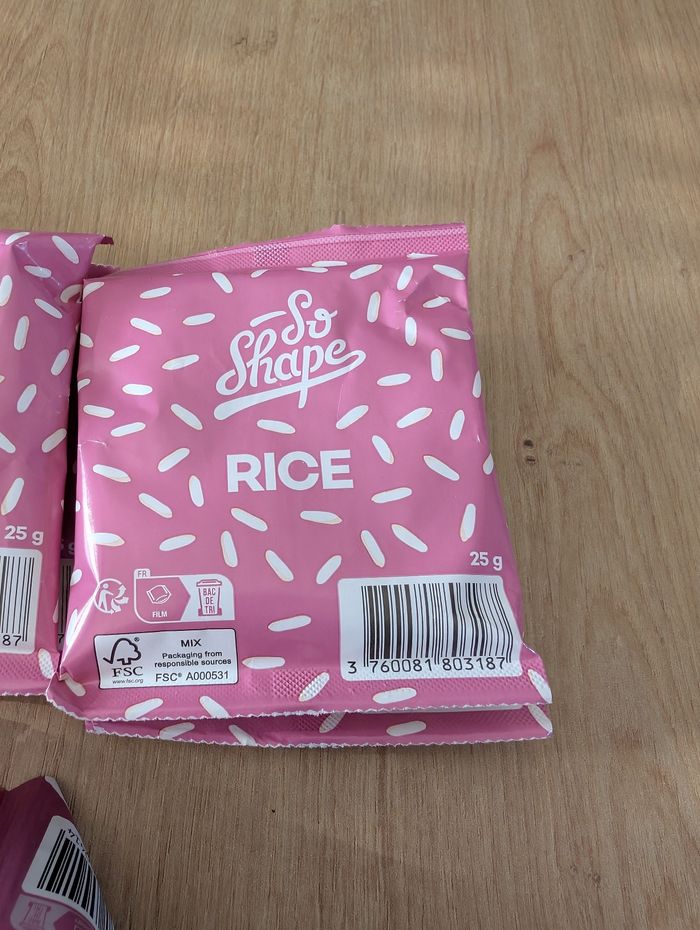 So
Shape
RICE
25 g
25 g
FR
FILM
BAC
DE
TRI
MIX
Packaging from
responsible sources
FSC
www.fsc.org
FSC® A000531
3 760081 803187
87